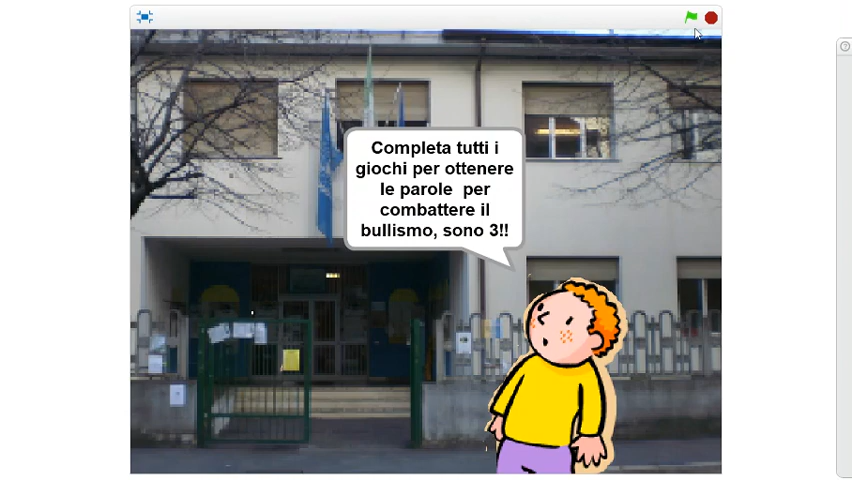 Completa tutti i
giochi per ottenere
le parole  per
combattere il
bullismo, sono 3!!